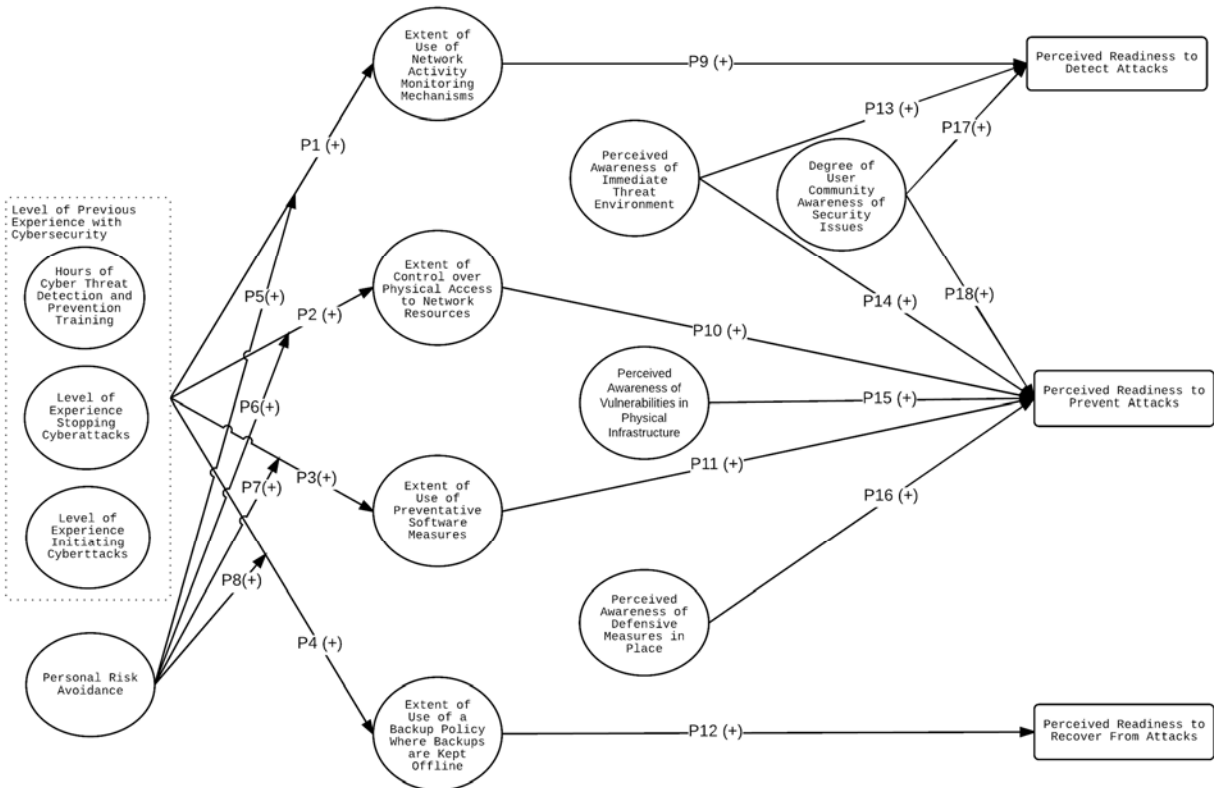 Extent of
Use of
Network
Activity
Monitoring
Mechanisms
P9 (+)
Perceived Readiness to
Detect Attacks
P13 (+)
P17(+)
P1 (+)
Perceived
Awareness of
Immediate
Threat
Environment
Degree of
User
Community
Awareness of
Security
Issues
Level of Previous
Experience with
Cybersecurity
Hours of
Cyber Threat
Detection and
Prevention
Training
P5(+)
P2 (+)
Extent of
Control over
Physical Access
to Network
Resources
P14 (+)
P18(+)
P10 (+)
Level of
Experience
Stopping
Cyberattacks
P6(+)
Perceived
Awareness of
Vulnerabilities in
Physical
Infrastructure
P15 (+)
Perceived Readiness to
Prevent Attacks
P7(+)
P3(+)
P11 (+)
Level of
Experience
Initiating
Cyberttacks
Extent of
Use of
Preventative
Software
Measures
P16 (+)
P8(+)
Perceived
Awareness of
Defensive
Measures in
Place
P4 (+)
Personal Risk
Avoidance
Extent of
Use of a
Backup Policy
Where Backups
are Kept
Offline
P12 (+)
Perceived Readiness to
Recover From Attacks